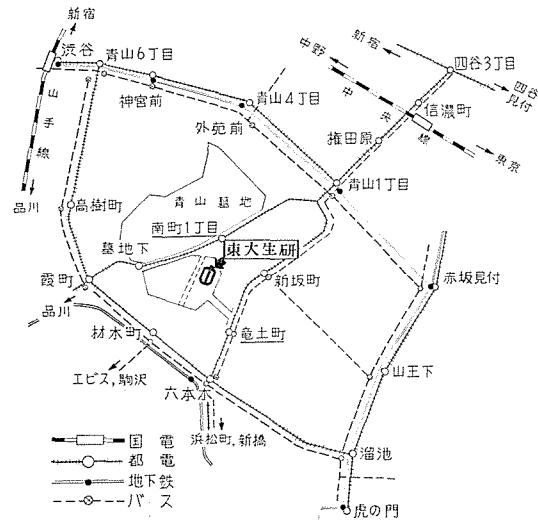 新宿
渋谷
青山6丁目
神宮前
青山4丁目
外苑前
山手線
品川
新宿
四谷3丁目
四谷見付
中野
中央線
信濃町
東京
権田原
青山1丁目
青山墓地
高樹町
南町1丁目
墓地下
東大生研
霞町
品川
新坂町
赤坂見付
材木町
竜土町
山王下
エビス,駒沢
六本木
浜松町,新橋
溜池
虎の門
国電
都電
地下鉄
バス